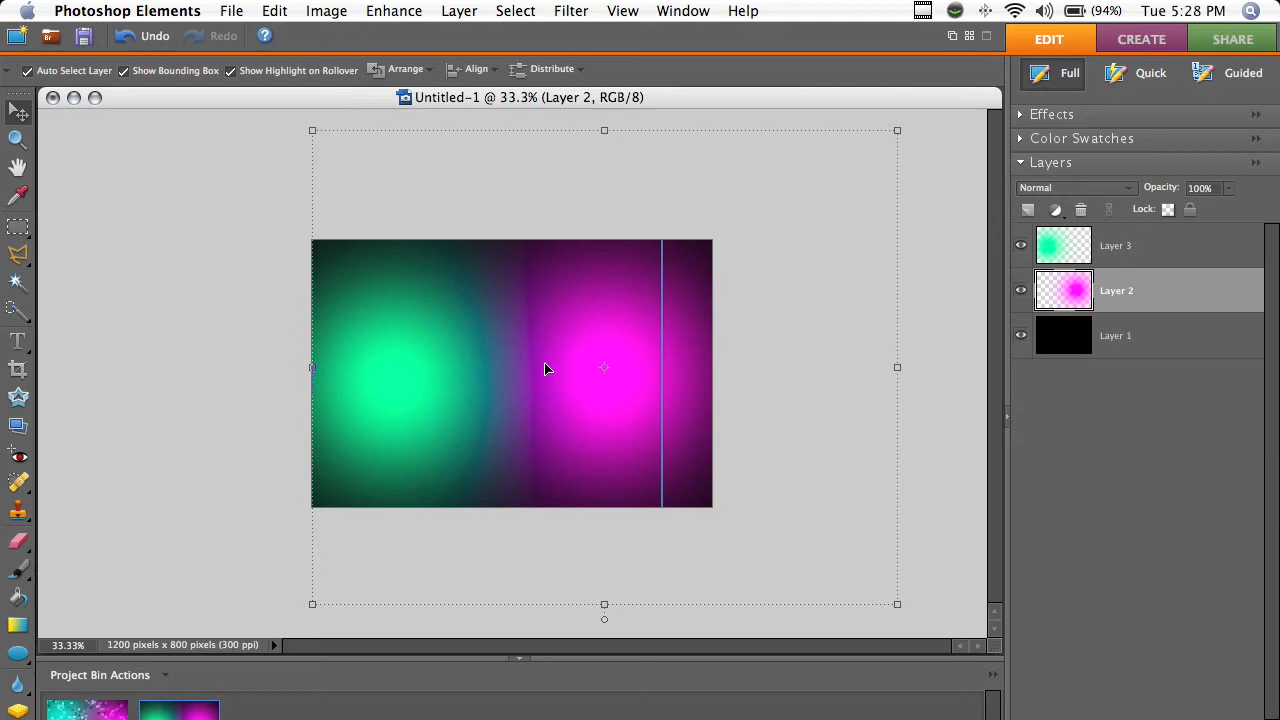 Photoshop Elements File Edit Image Enhance Layer Select Filter View Window Help (94%) Tue 5:28 PM
Br Undo Redo ? EDIT CREATE SHARE
Auto Select Layer Show Bounding Box Show Highlight on Rollover Arrange Align Distribute Full Quick Guided
Untitled-1 @ 33.3% (Layer 2, RGB/8)
Effects
Color Swatches
Layers
Normal Opacity: 100%
Lock:
Layer 3
Layer 2
Layer 1
T
33.33% 1200 pixels x 800 pixels (300 ppi)
Project Bin Actions